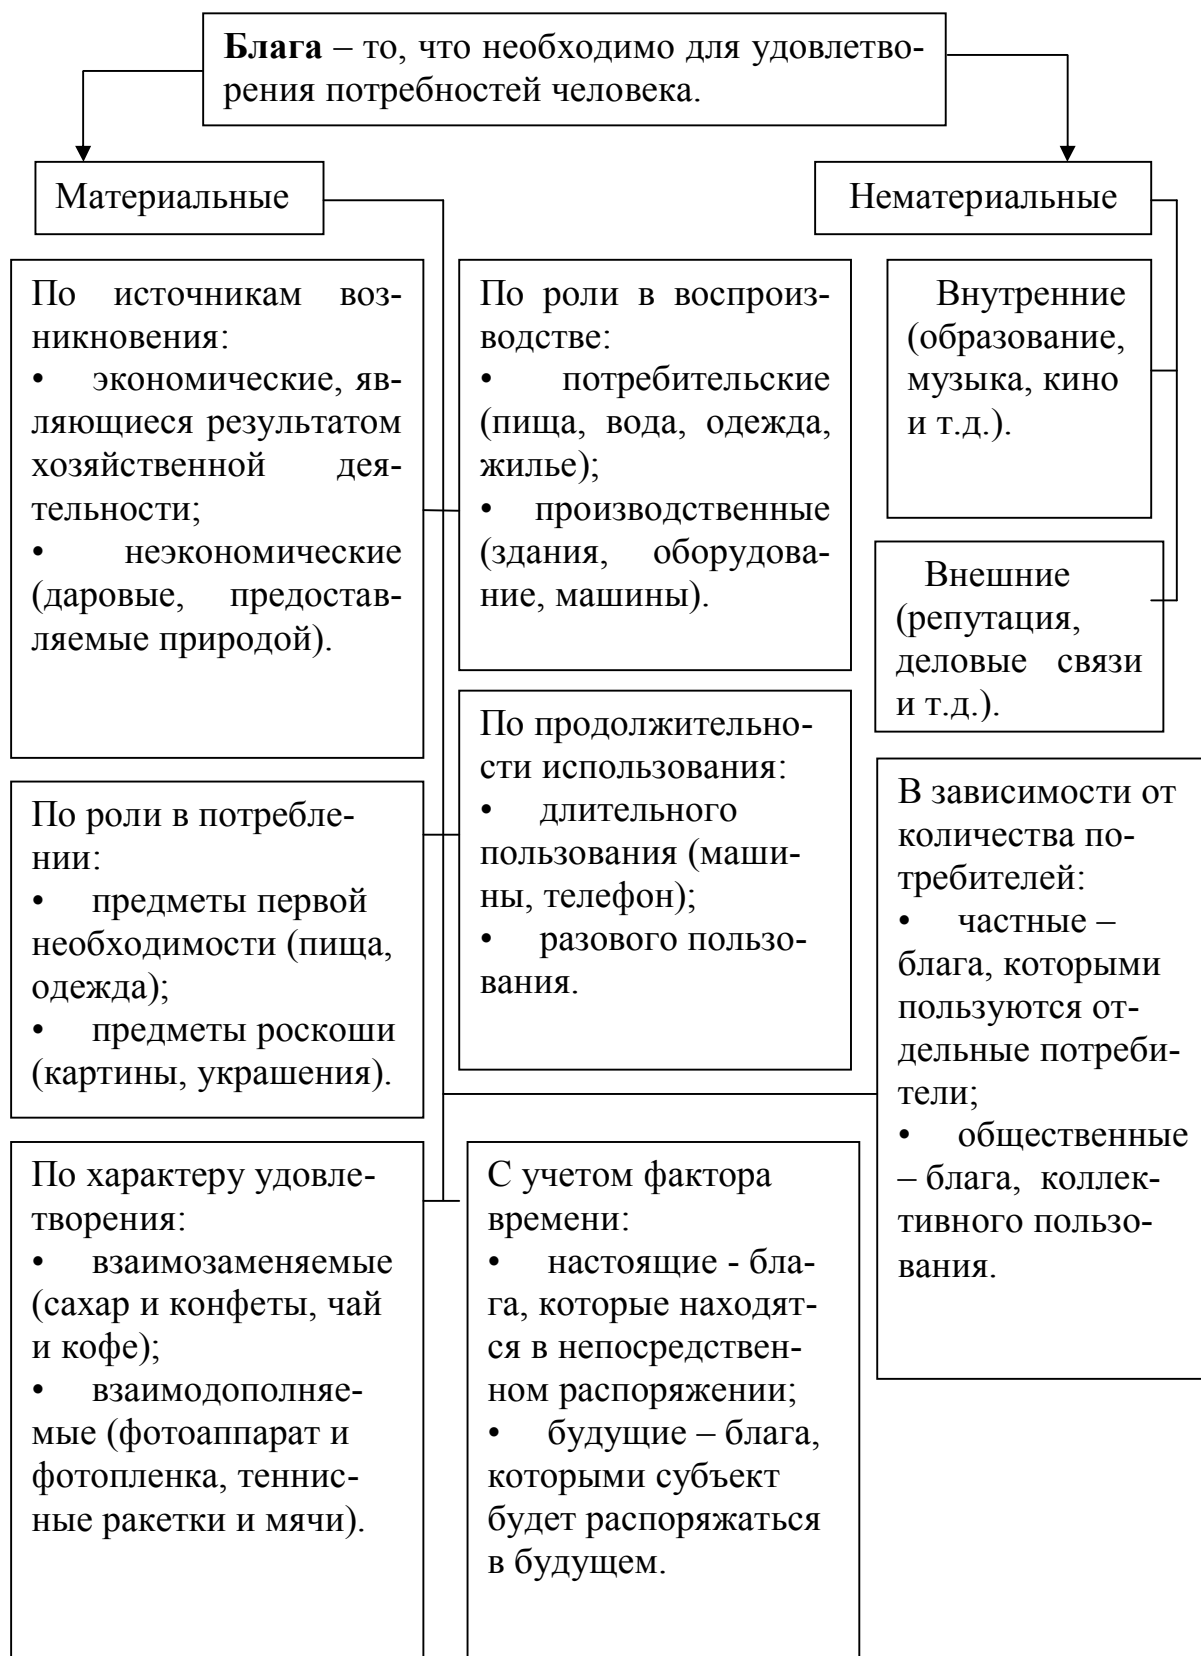 Блага – то, что необходимо для удовлетво-
рения потребностей человека.
Материальные
Нематериальные
По источникам воз-
никновения:
• экономические, яв-
ляющиеся результатом
хозяйственной дея-
тельности;
• неэкономические
(даровые, предостав-
ляемые природой).
По роли в воспроиз-
водстве:
• потребительские
(пища, вода, одежда,
жилье);
• производственные
(здания, оборудова-
ние, машины).
Внутренние
(образование,
музыка, кино
и т.д.).
Внешние
(репутация,
деловые связи
и т.д.).
По роли в потребле-
нии:
• предметы первой
необходимости (пища,
одежда);
• предметы роскоши
(картины, украшения).
По продолжительно-
сти использования:
• длительного
пользования (маши-
ны, телефон);
• разового пользо-
вания.
В зависимости от
количества по-
требителей:
• частные –
блага, которыми
пользуются от-
дельные потреби-
тели;
• общественные
– блага, коллек-
тивного пользо-
вания.
По характеру удовле-
творения:
• взаимозаменяемые
(сахар и конфеты, чай
и кофе);
• взаимодополняе-
мые (фотоаппарат и
фотопленка, теннис-
ные ракетки и мячи).
С учетом фактора
времени:
• настоящие - бла-
га, которые находят-
ся в непосредствен-
ном распоряжении;
• будущие – блага,
которыми субъект
будет распоряжаться
в будущем.